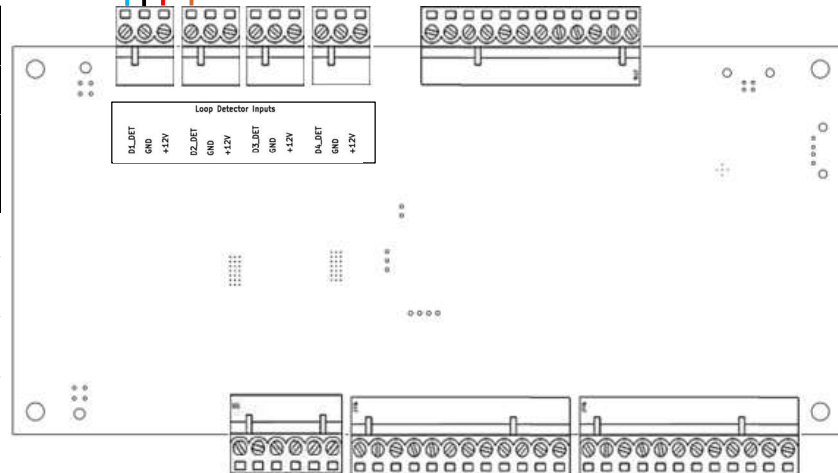 Loop Detector Inputs
D1_DET
GND
+12V
D2_DET
GND
+12V
D3_DET
GND
+12V
D4_DET
GND
+12V